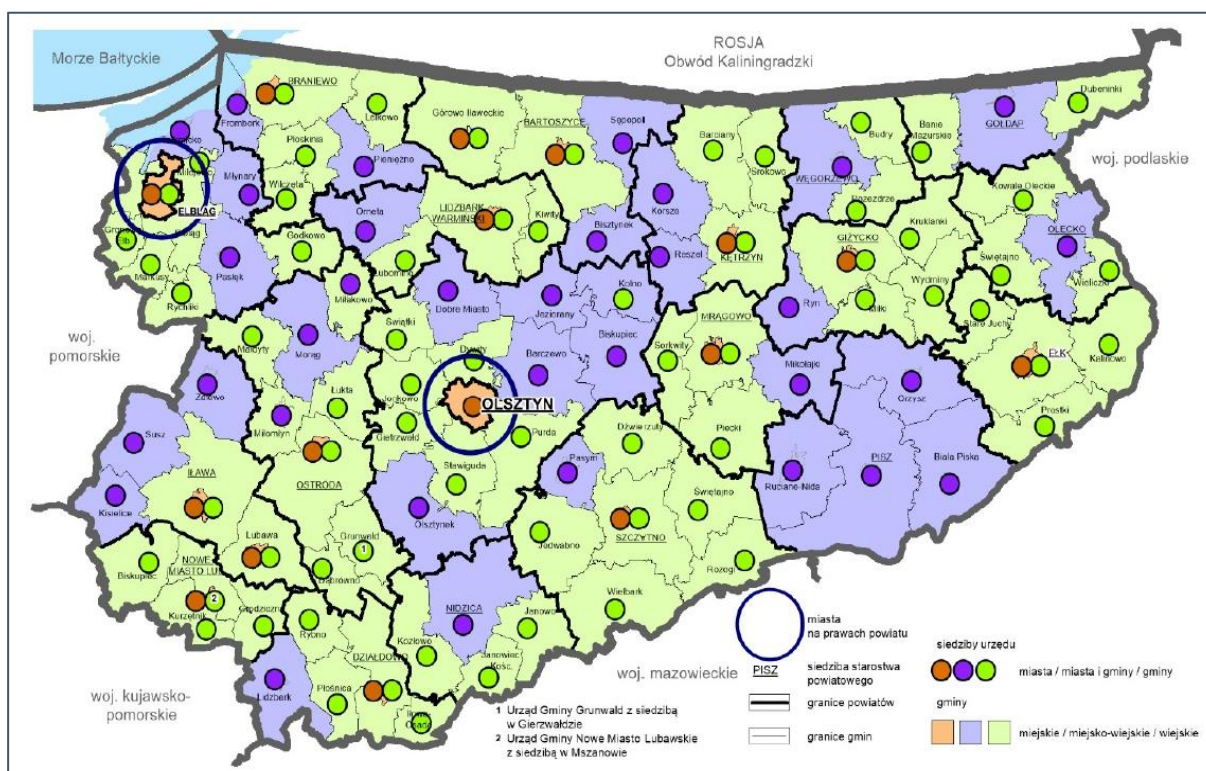 Morze Bałtyckie
ROSJA
Obwód Kaliningradzki
BRANIEWO
Frombork
Lelkowo
Płoskinia
Pieniężno
Górowo Iławeckie
BARTOSZYCE
Sępopol
Barciany
Srokowo
Budry
WĘGORZEWO
Banie
Mazurskie
GOŁDAP
Dubeninki
woj. podlaskie
Młynary
Wilczęta
ELBLĄG
Orneta
LIDZBARK
WARMIŃSKI
Kiwity
Bisztynek
Korsze
KĘTRZYN
Reszel
Pozezdrze
Kruklanki
GIŻYCKO
Kowale Oleckie
OLECKO
Świętajno
Wieliczki
Markusy
Rychliki
Pasłęk
Godkowo
Lubomino
Miłakowo
Dobre Miasto
Jeziorany
Kolno
Biskupiec
Ryn
Miłki
Wydminy
Stare Juchy
EŁK
Kalinowo
Prostki
woj.
pomorskie
Małdyty
Morąg
Świątki
Dywity
Barczewo
Sorkwity
MRĄGOWO
Mikołajki
Orzysz
Zalewo
Łukta
Jonkowo
OLSZTYN
Gietrzwałd
Purda
Dźwierzuty
Piecki
Susz
Miłomłyn
IŁAWA
OSTRÓDA
Stawiguda
Pasym
Ruciane-Nida
PISZ
Biała Piska
Kisielice
Olsztynek
Świętajno
SZCZYTNO
Jedwabno
Lubawa
Grunwald
1
Rozogi
Biskupiec
NOWE
MIASTO LUB.
Dąbrówno
Wielbark
2
Kurzętnik
Grodziczno
NIDZICA
Janowo
Rybno
Kozłowo
DZIAŁDOWO
Janowiec
Kośc.
Lidzbark
Płośnica
woj. kujawsko-
pomorskie
woj. mazowieckie
1 Urząd Gminy Grunwald z siedzibą
w Gierzwałdzie
2 Urząd Gminy Nowe Miasto Lubawskie
z siedzibą w Mszanowie
miasta
na prawach powiatu
PISZ
siedziba starostwa
powiatowego
granice powiatów
granice gmin
siedziby urzędu
miasta / miasta i gminy / gminy
gminy
miejskie / miejsko-wiejskie / wiejskie